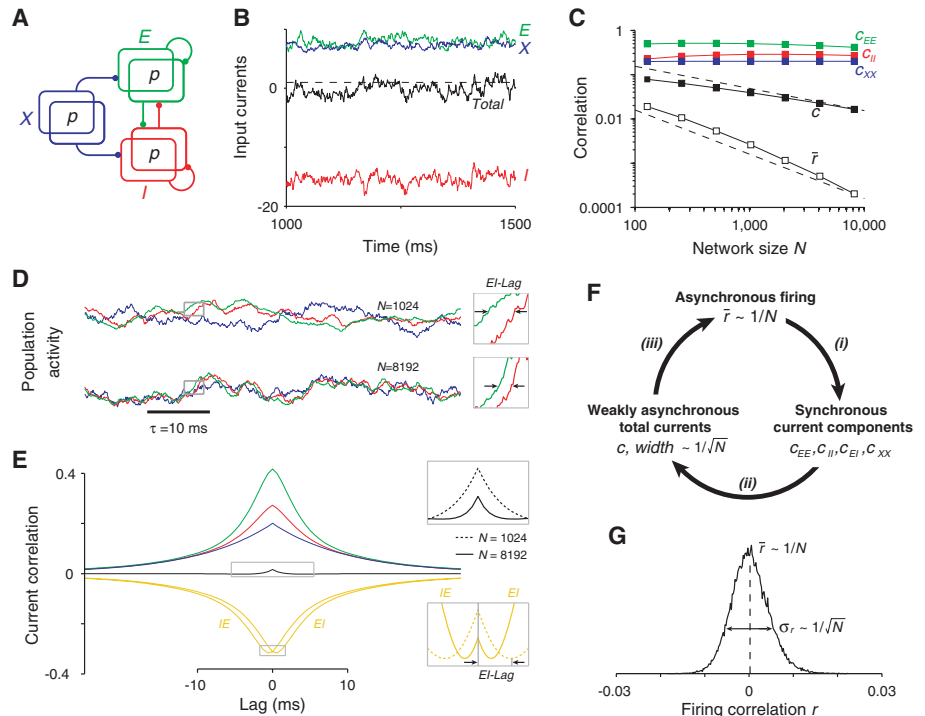 A
E
p
X
p
p
I
B
Input currents
0
-20
E
X
Total
I
1000
1500
Time (ms)
C
Correlation
1
0.01
0.0001
c_EE
c_II
c_XX
c
r̄
100
1,000
10,000
Network size N
D
Population
activity
N=1024
N=8192
τ =10 ms
EI-Lag
E
Current correlation
0.4
0
-0.4
IE
EI
-10
0
10
Lag (ms)
N = 1024
N = 8192
IE
EI
EI-Lag
F
Asynchronous firing
r̄ ~ 1/N
(iii)
(i)
Weakly asynchronous
total currents
c, width ~ 1/√N
Synchronous
current components
c_EE, c_II, c_EI, c_XX
(ii)
G
r̄ ~ 1/N
σ_r ~ 1/√N
-0.03
0
0.03
Firing correlation r